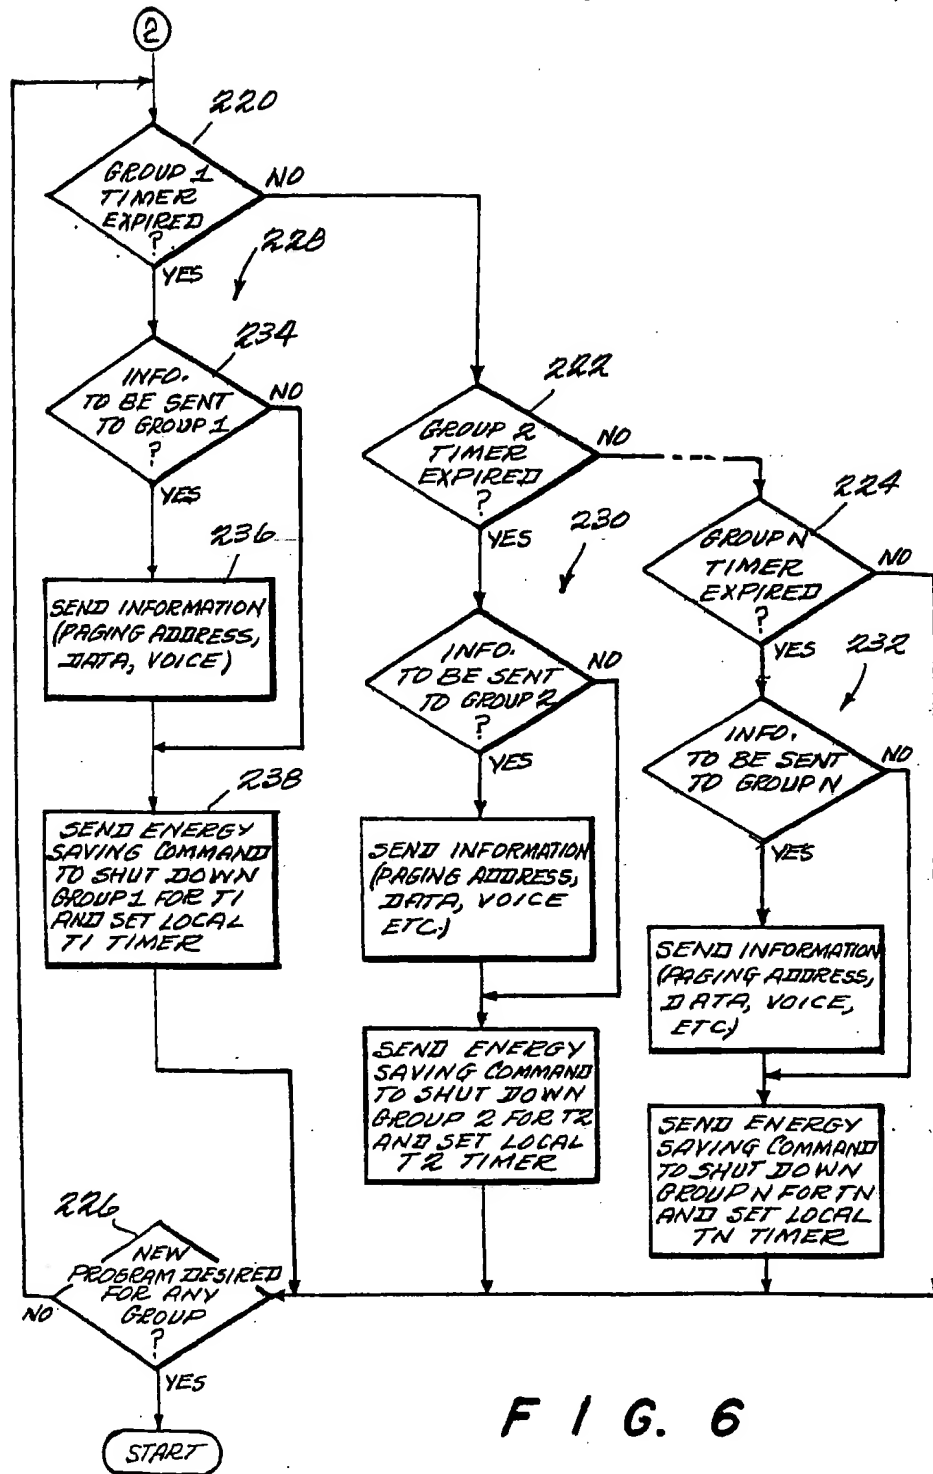 2
220
GROUP 1
TIMER
EXPIRED
?
NO
YES
228
234
INFO.
TO BE SENT
TO GROUP 1
?
NO
YES
236
SEND INFORMATION
(PAGING ADDRESS,
DATA, VOICE)
238
SEND ENERGY
SAVING COMMAND
TO SHUT DOWN
GROUP 1 FOR T1
AND SET LOCAL
T1 TIMER
222
GROUP 2
TIMER
EXPIRED
?
NO
YES
230
INFO.
TO BE SENT
TO GROUP 2
?
NO
YES
SEND INFORMATION
(PAGING ADDRESS,
DATA, VOICE
ETC.)
SEND ENERGY
SAVING COMMAND
TO SHUT DOWN
GROUP 2 FOR T2
AND SET LOCAL
T2 TIMER
224
GROUP N
TIMER
EXPIRED
?
NO
YES
232
INFO.
TO BE SENT
TO GROUP N
NO
YES
SEND INFORMATION
(PAGING ADDRESS,
DATA, VOICE,
ETC.)
SEND ENERGY
SAVING COMMAND
TO SHUT DOWN
GROUP N FOR TN
AND SET LOCAL
TN TIMER
226
NEW
PROGRAM DESIRED
FOR ANY
GROUP
?
NO
YES
START
FIG. 6